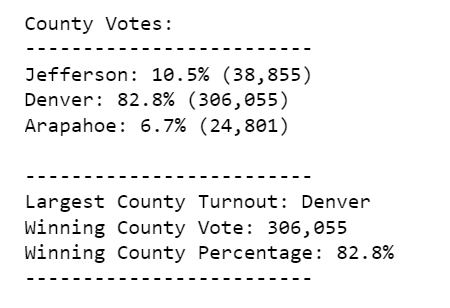 County Votes:
-------------------------
Jefferson: 10.5% (38,855)
Denver: 82.8% (306,055)
Arapahoe: 6.7% (24,801)
-------------------------
Largest County Turnout: Denver
Winning County Vote: 306,055
Winning County Percentage: 82.8%
-------------------------